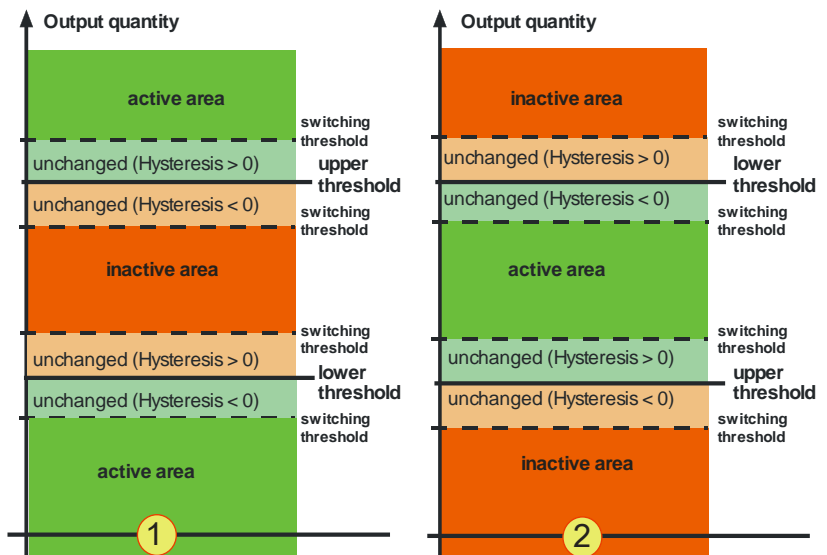 Output quantity
active area
switching
threshold
unchanged (Hysteresis > 0)
upper
threshold
unchanged (Hysteresis < 0)
switching
threshold
inactive area
switching
threshold
unchanged (Hysteresis > 0)
lower
threshold
unchanged (Hysteresis < 0)
switching
threshold
active area
1
Output quantity
inactive area
switching
threshold
unchanged (Hysteresis > 0)
lower
threshold
unchanged (Hysteresis < 0)
switching
threshold
active area
switching
threshold
unchanged (Hysteresis > 0)
upper
threshold
unchanged (Hysteresis < 0)
switching
threshold
inactive area
2